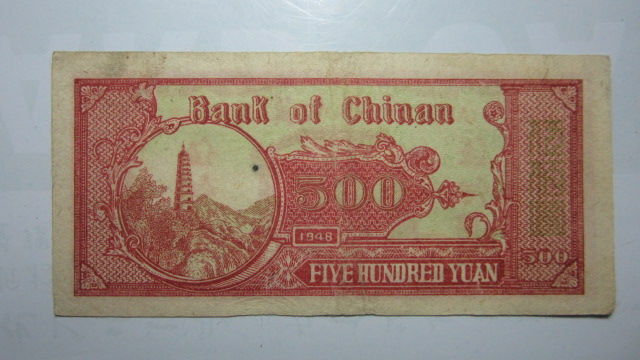 Bank of Chinan
500
1948
FIVE HUNDRED YUAN
500